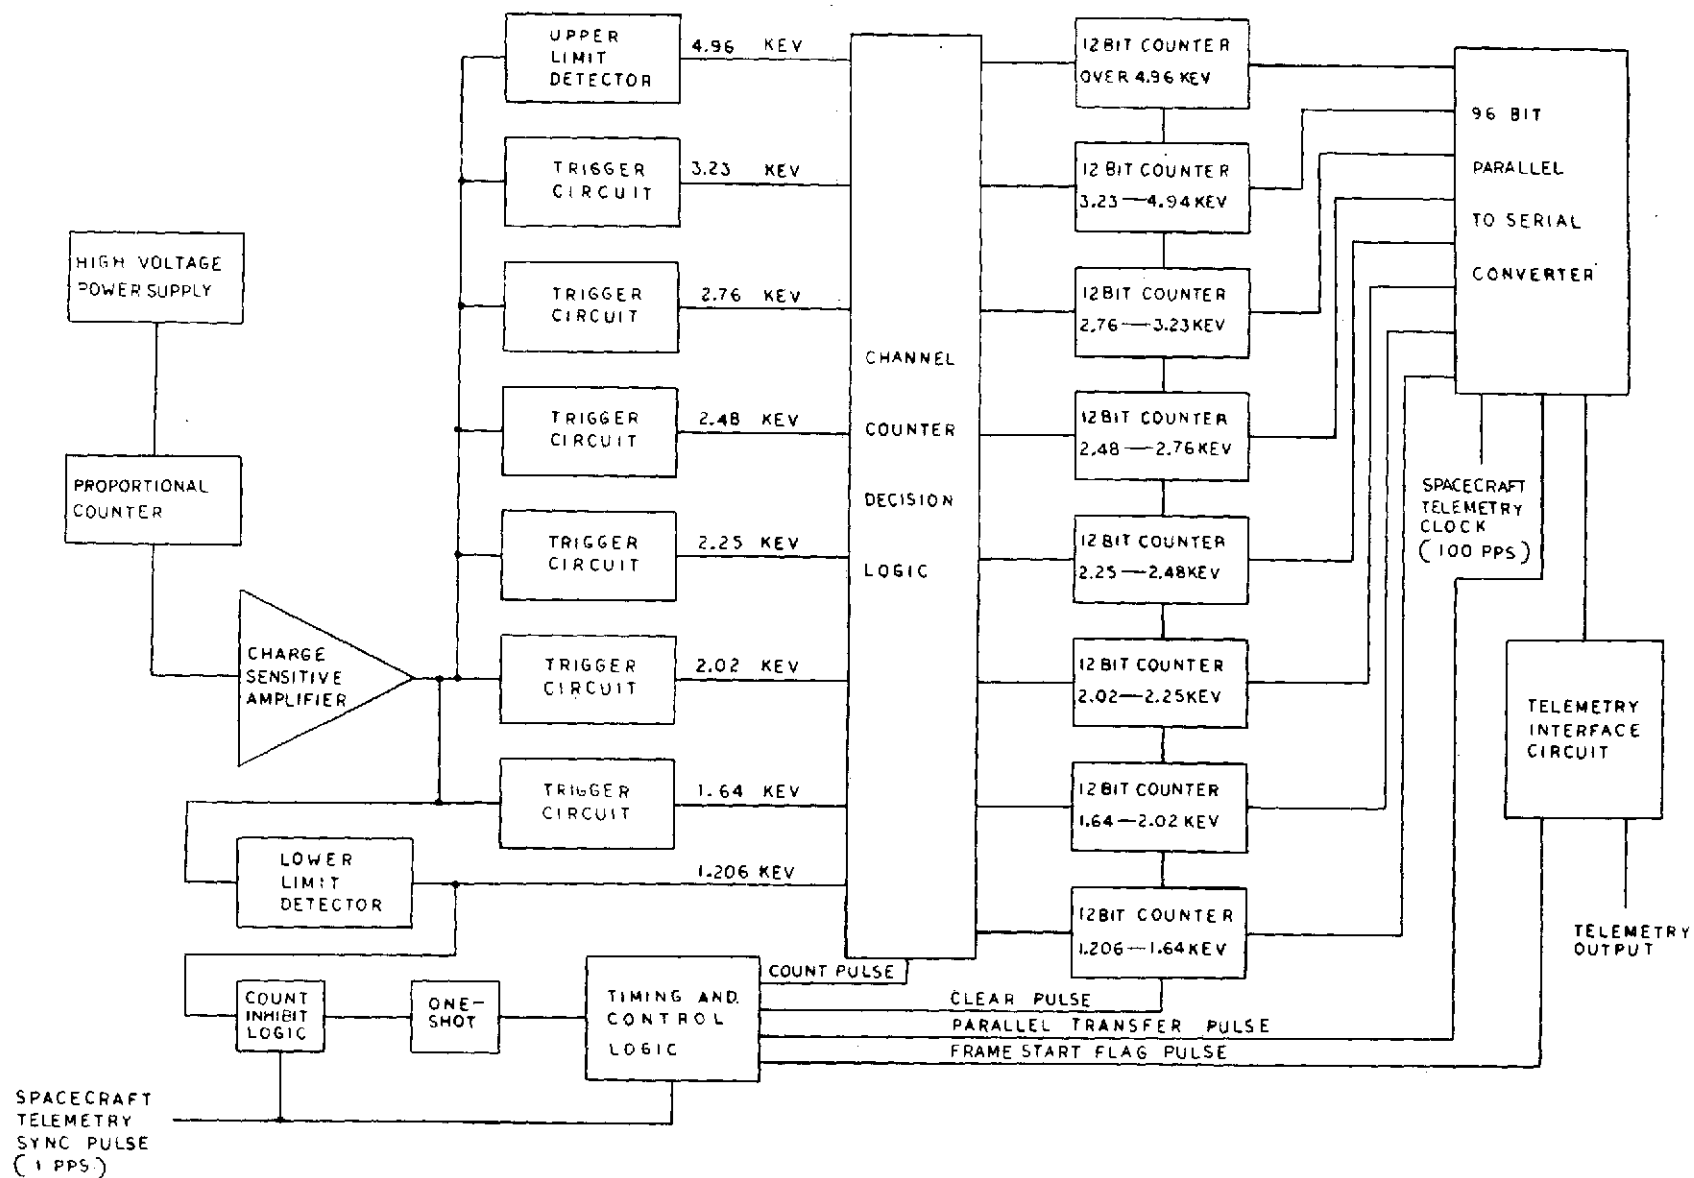 UPPER
LIMIT
DETECTOR
4.96 KEV
12 BIT COUNTER
OVER 4.96 KEV
TRIGGER
CIRCUIT
3.23 KEV
12 BIT COUNTER
3.23—4.94 KEV
96 BIT
PARALLEL
TO SERIAL
CONVERTER
HIGH VOLTAGE
POWER SUPPLY
TRIGGER
CIRCUIT
2.76 KEV
12 BIT COUNTER
2.76—3.23 KEV
CHANNEL
COUNTER
DECISION
LOGIC
TRIGGER
CIRCUIT
2.48 KEV
12 BIT COUNTER
2.48—2.76 KEV
PROPORTIONAL
COUNTER
SPACECRAFT
TELEMETRY
CLOCK
(100 PPS)
TRIGGER
CIRCUIT
2.25 KEV
12 BIT COUNTER
2.25—2.48 KEV
CHARGE
SENSITIVE
AMPLIFIER
TRIGGER
CIRCUIT
2.02 KEV
12 BIT COUNTER
2.02—2.25 KEV
TELEMETRY
INTERFACE
CIRCUIT
TRIGGER
CIRCUIT
1.64 KEV
12 BIT COUNTER
1.64—2.02 KEV
LOWER
LIMIT
DETECTOR
1.206 KEV
12 BIT COUNTER
1.206—1.64 KEV
TELEMETRY
OUTPUT
COUNT
INHIBIT
LOGIC
ONE-
SHOT
TIMING AND
CONTROL
LOGIC
COUNT PULSE
CLEAR PULSE
PARALLEL TRANSFER PULSE
FRAME START FLAG PULSE
SPACECRAFT
TELEMETRY
SYNC PULSE
(1 PPS.)